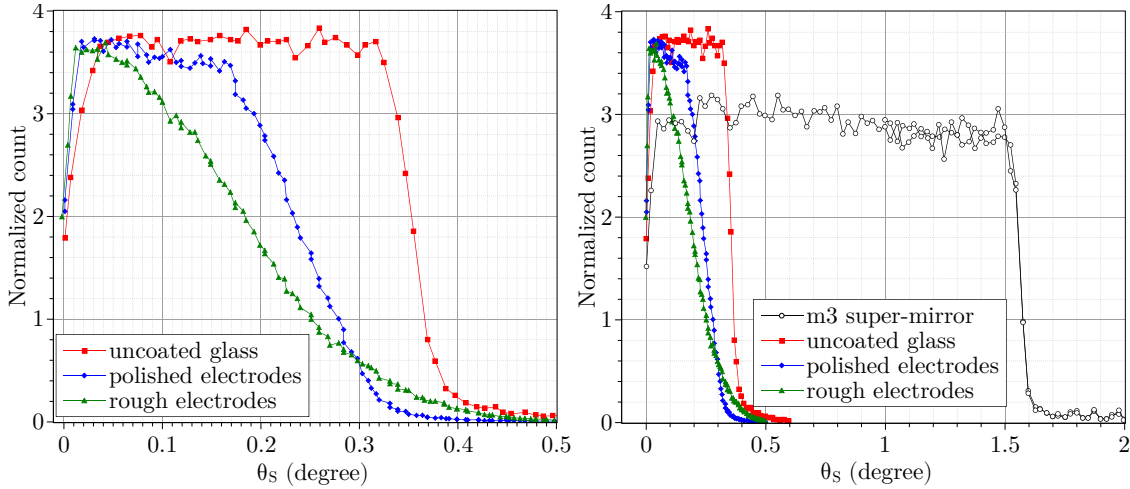 Normalized count
4
3
2
1
0
uncoated glass
polished electrodes
rough electrodes
0
0.1
0.2
0.3
0.4
0.5
θS (degree)
Normalized count
4
3
2
1
0
m3 super-mirror
uncoated glass
polished electrodes
rough electrodes
0
0.5
1
1.5
2
θS (degree)